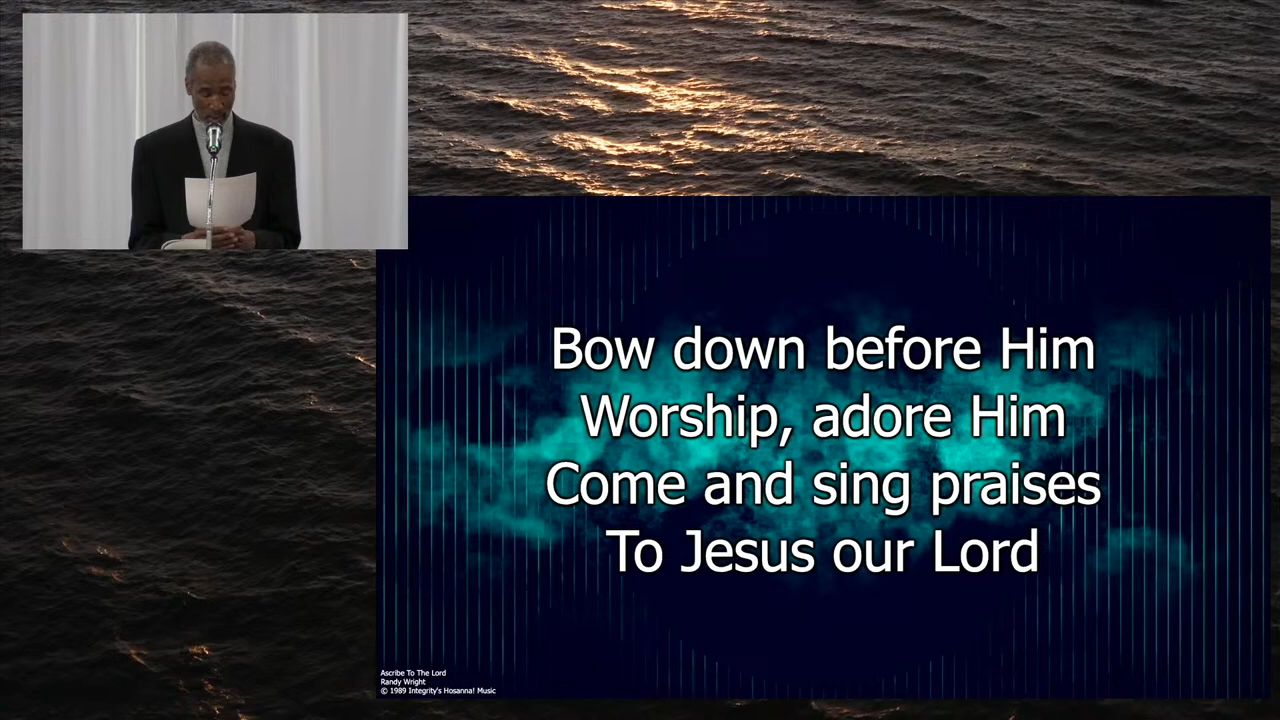 Bow down before Him
Worship, adore Him
Come and sing praises
To Jesus our Lord
Ascribe To The Lord
Randy Wright
© 1989 Integrity's Hosanna! Music